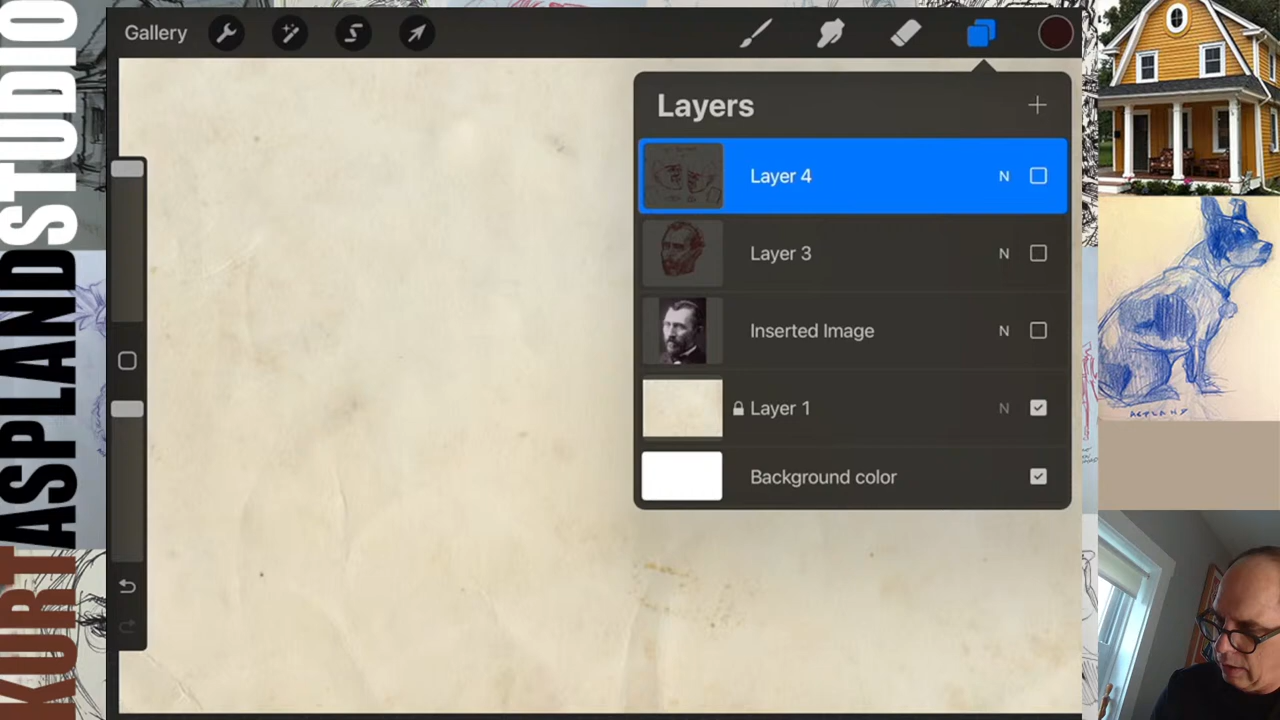 Gallery
Layers
Layer 4 N
Layer 3 N
Inserted Image N
Layer 1 N
Background color
KURT ASPLAND STUDIO